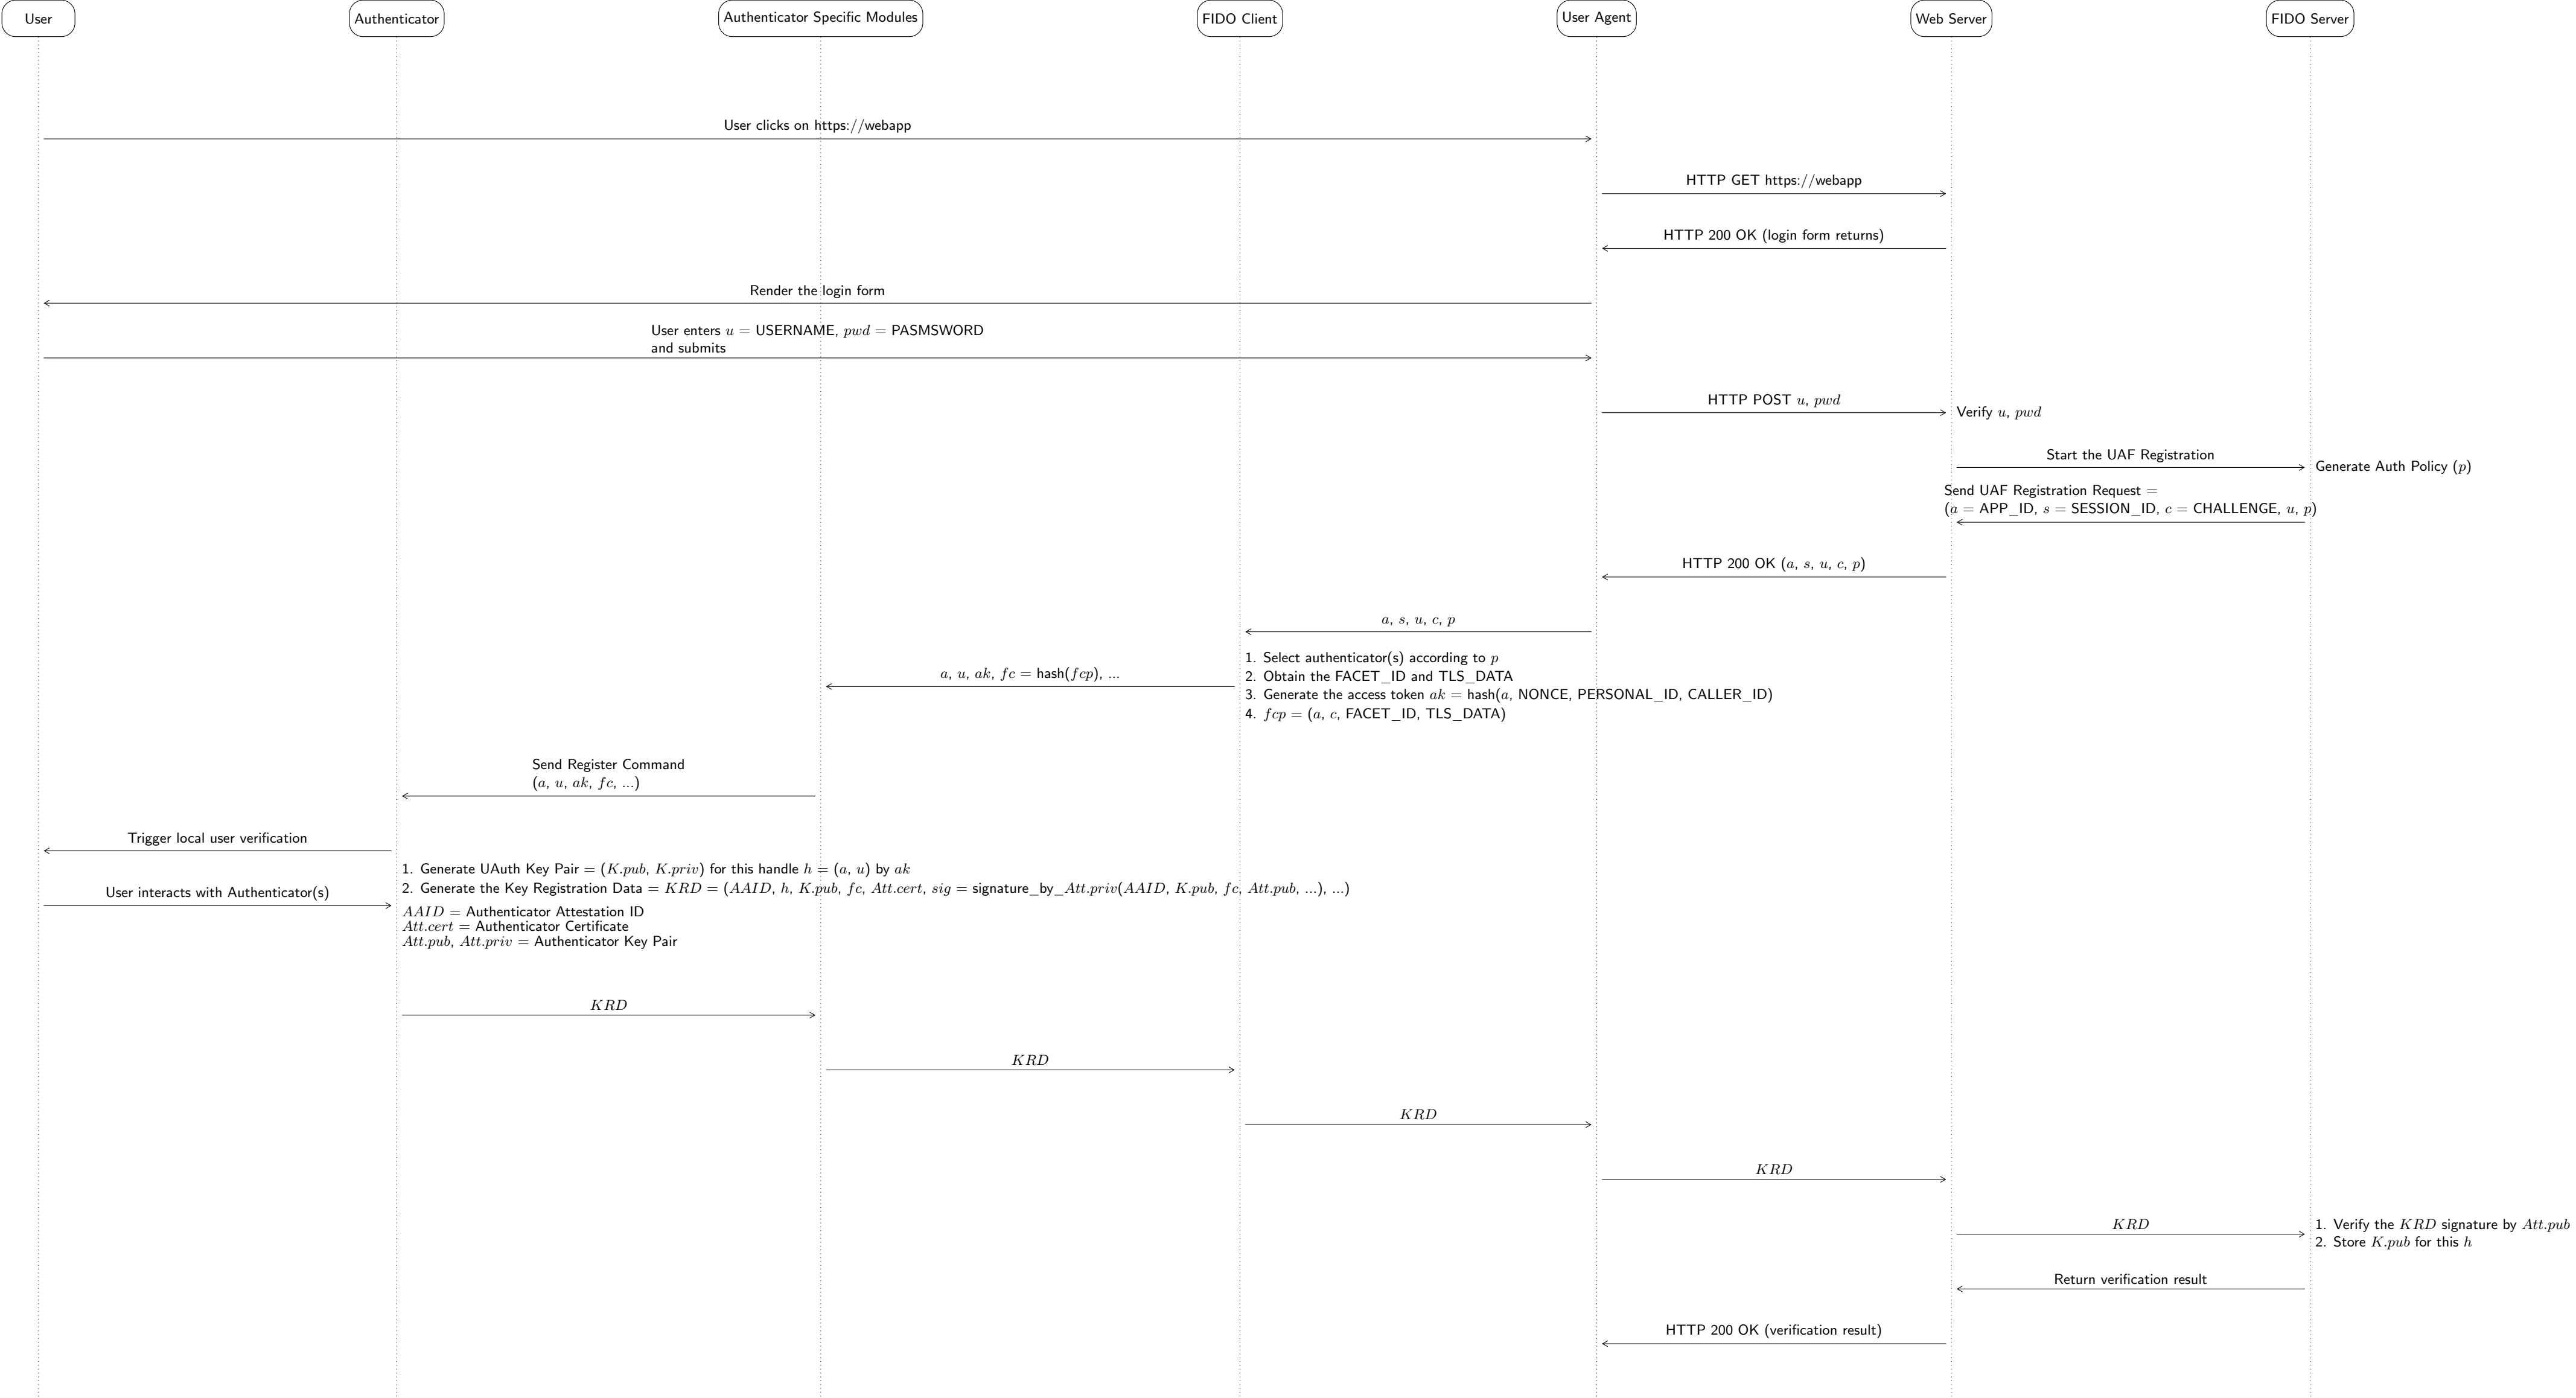 User
Authenticator
Authenticator Specific Modules
FIDO Client
User Agent
Web Server
FIDO Server
User clicks on https://webapp
HTTP GET https://webapp
HTTP 200 OK (login form returns)
Render the login form
User enters u = USERNAME, pwd = PASMSWORD
and submits
HTTP POST u, pwd
Verify u, pwd
Start the UAF Registration
Generate Auth Policy (p)
Send UAF Registration Request =
(a = APP_ID, s = SESSION_ID, c = CHALLENGE, u, p)
HTTP 200 OK (a, s, u, c, p)
a, s, u, c, p
1. Select authenticator(s) according to p
2. Obtain the FACET_ID and TLS_DATA
3. Generate the access token ak = hash(a, NONCE, PERSONAL_ID, CALLER_ID)
4. fcp = (a, c, FACET_ID, TLS_DATA)
a, u, ak, fc = hash(fcp), ...
Send Register Command
(a, u, ak, fc, ...)
Trigger local user verification
1. Generate UAuth Key Pair = (K.pub, K.priv) for this handle h = (a, u) by ak
2. Generate the Key Registration Data = KRD = (AAID, h, K.pub, fc, Att.cert, sig = signature_by_Att.priv(AAID, K.pub, fc, Att.pub, ...), ...)
User interacts with Authenticator(s)
AAID = Authenticator Attestation ID
Att.cert = Authenticator Certificate
Att.pub, Att.priv = Authenticator Key Pair
KRD
KRD
KRD
KRD
KRD
1. Verify the KRD signature by Att.pub
2. Store K.pub for this h
Return verification result
HTTP 200 OK (verification result)